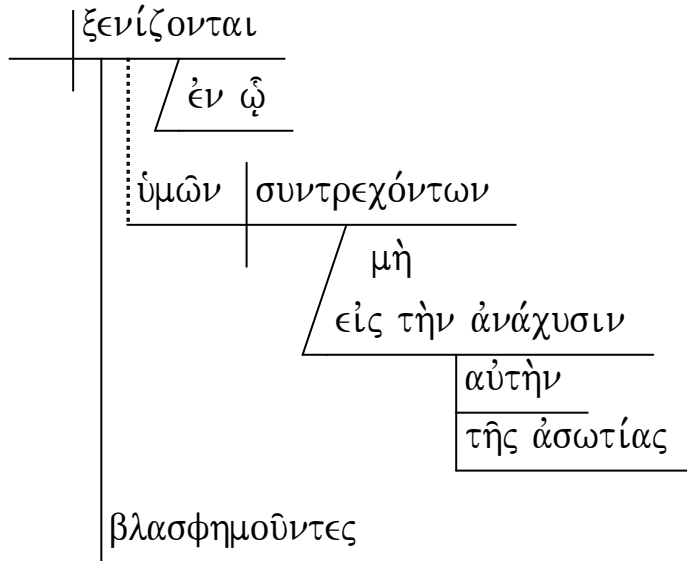 ξενίζονται
ἐν ᾧ
ὑμῶν συντρεχόντων
μὴ
εἰς τὴν ἀνάχυσιν
αὐτὴν
τῆς ἀσωτίας
βλασφημοῦντες